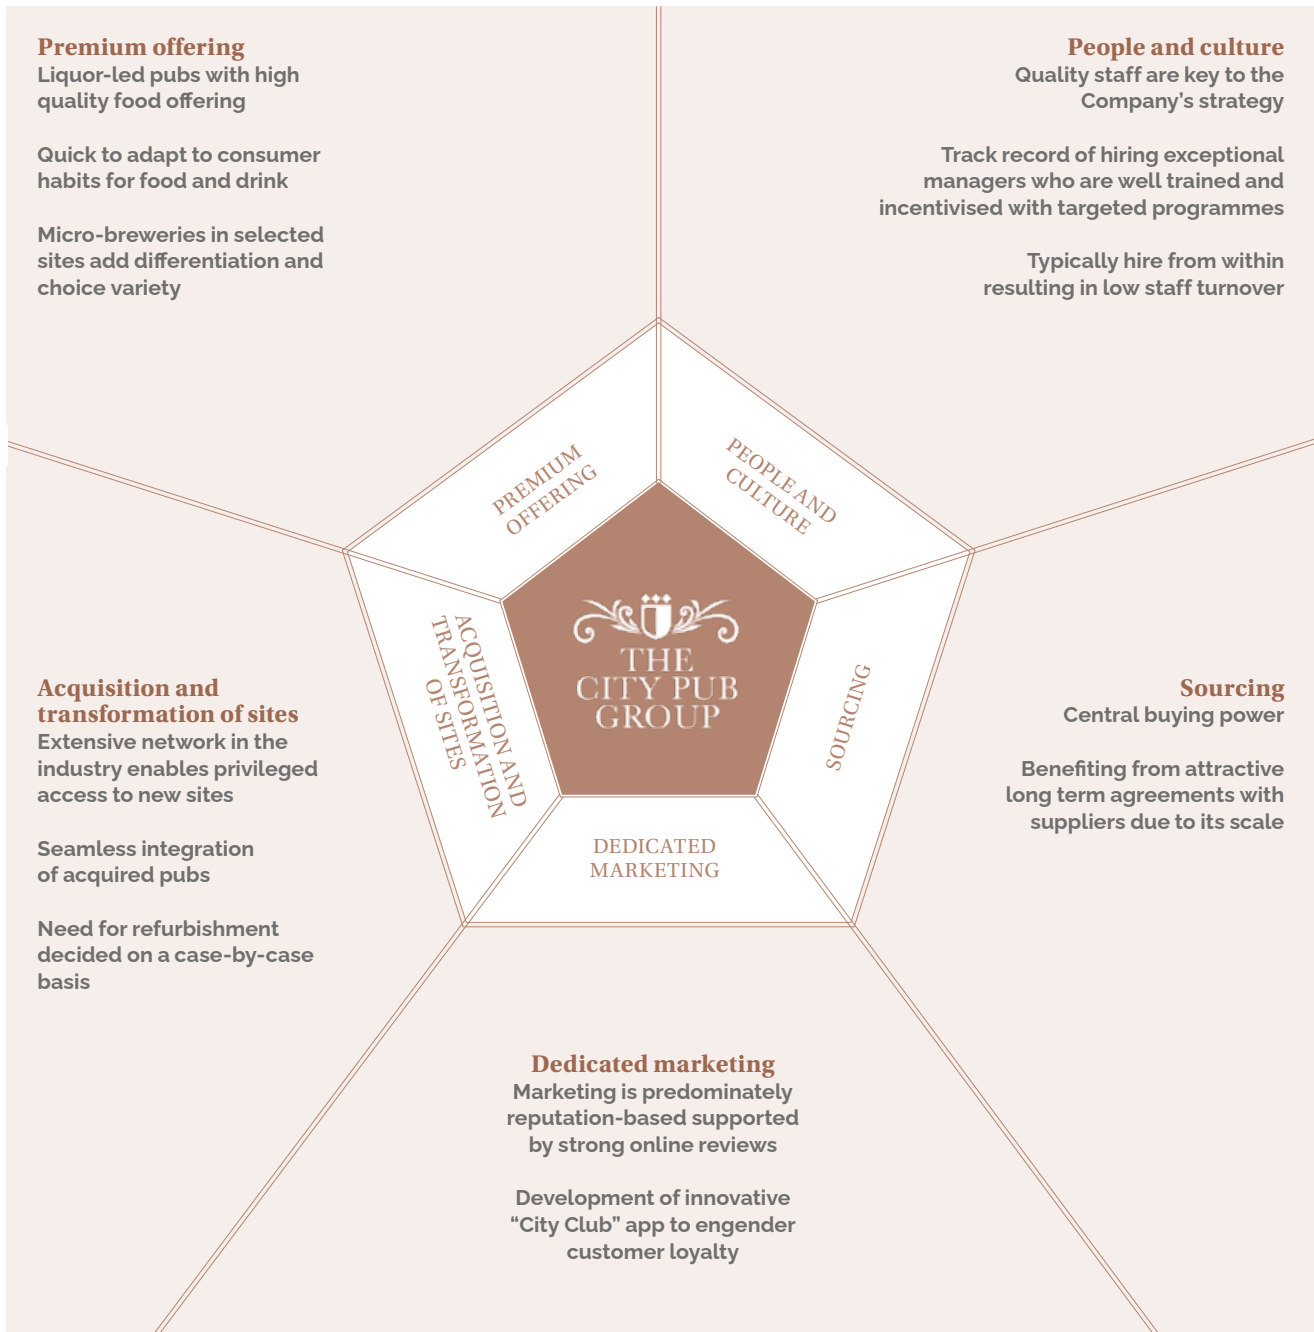 Premium offering
Liquor-led pubs with high
quality food offering
Quick to adapt to consumer
habits for food and drink
Micro-breweries in selected
sites add differentiation and
choice variety
People and culture
Quality staff are key to the
Company’s strategy
Track record of hiring exceptional
managers who are well trained and
incentivised with targeted programmes
Typically hire from within
resulting in low staff turnover
PREMIUM
OFFERING
PEOPLE AND
CULTURE
ACQUISITION AND
TRANSFORMATION
OF SITES
THE
CITY PUB
GROUP
SOURCING
DEDICATED
MARKETING
Acquisition and
transformation of sites
Extensive network in the
industry enables privileged
access to new sites
Seamless integration
of acquired pubs
Need for refurbishment
decided on a case-by-case
basis
Sourcing
Central buying power
Benefiting from attractive
long term agreements with
suppliers due to its scale
Dedicated marketing
Marketing is predominately
reputation-based supported
by strong online reviews
Development of innovative
“City Club” app to engender
customer loyalty